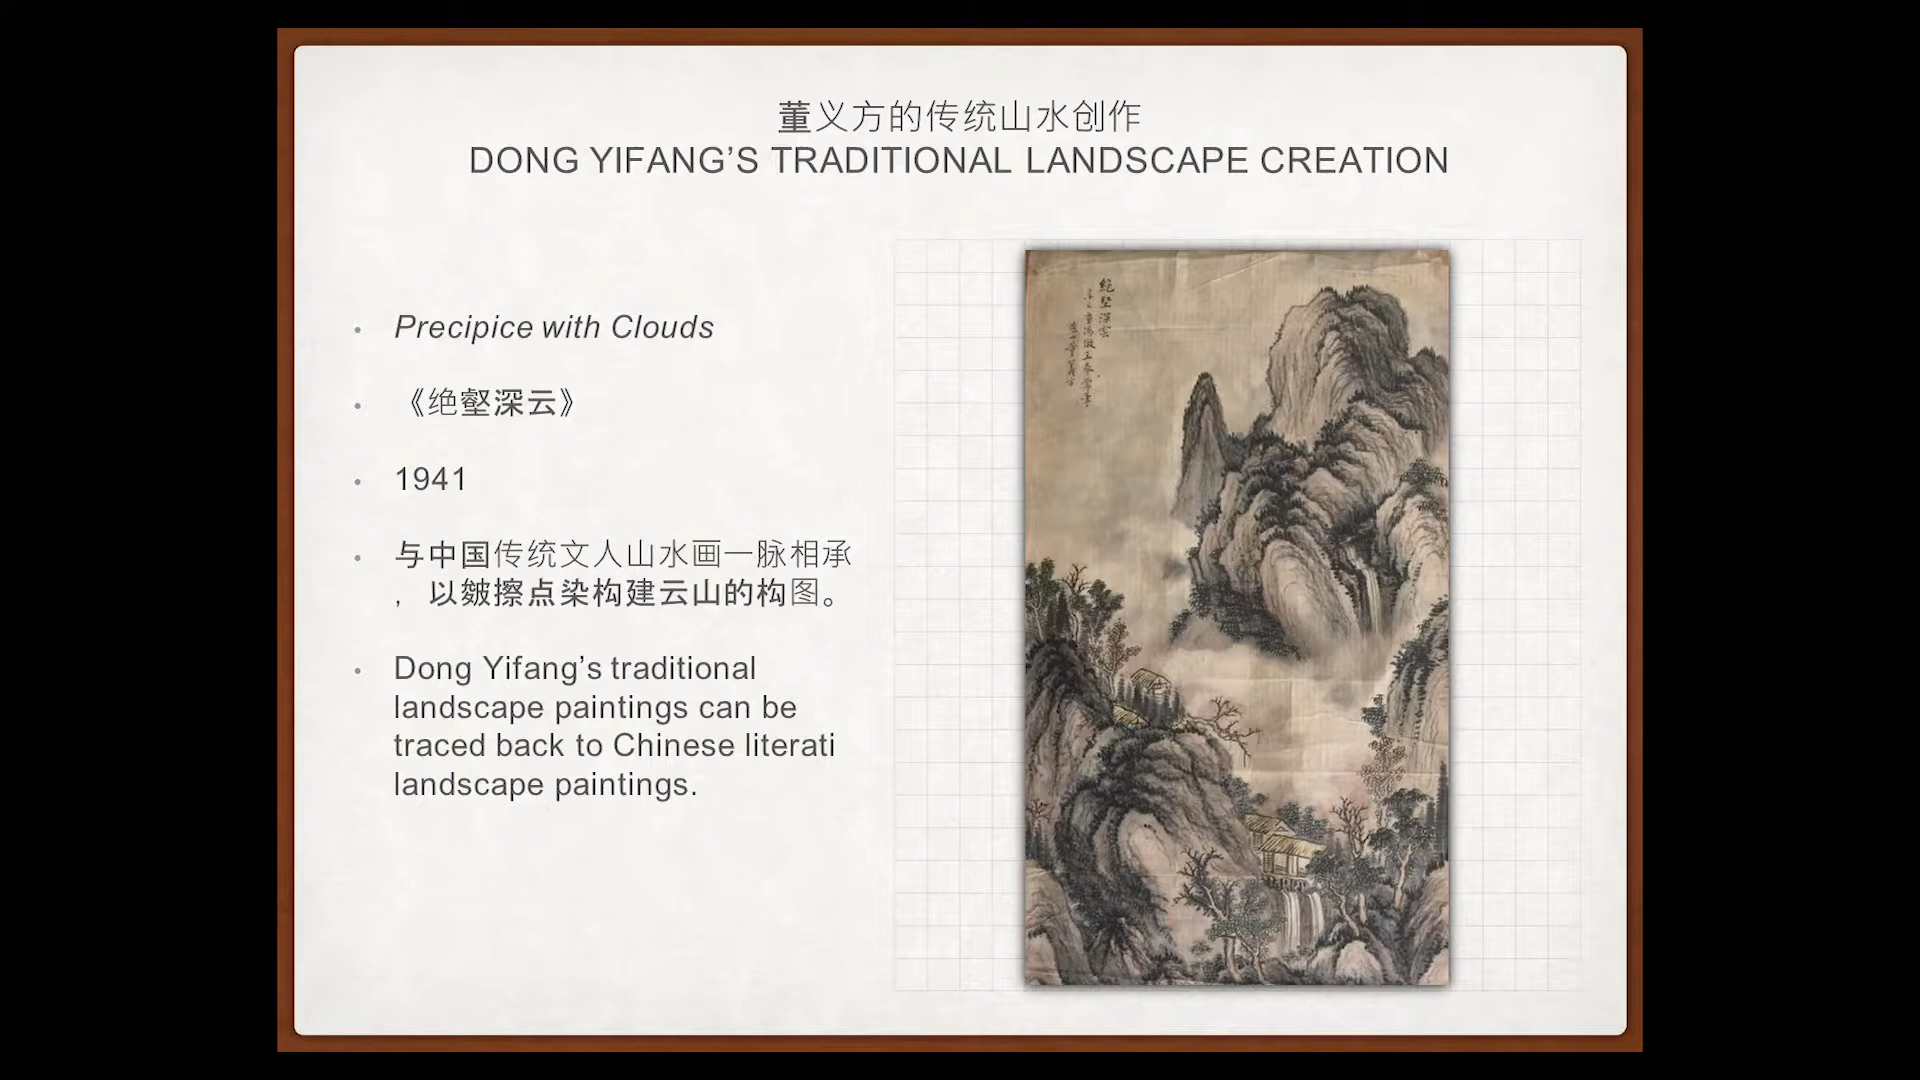 董义方的传统山水创作
DONG YIFANG’S TRADITIONAL LANDSCAPE CREATION
• Precipice with Clouds
• 《绝壑深云》
• 1941
• 与中国传统文人山水画一脉相承
，以皴擦点染构建云山的构图。
• Dong Yifang’s traditional
landscape paintings can be
traced back to Chinese literati
landscape paintings.
絕壑深雲